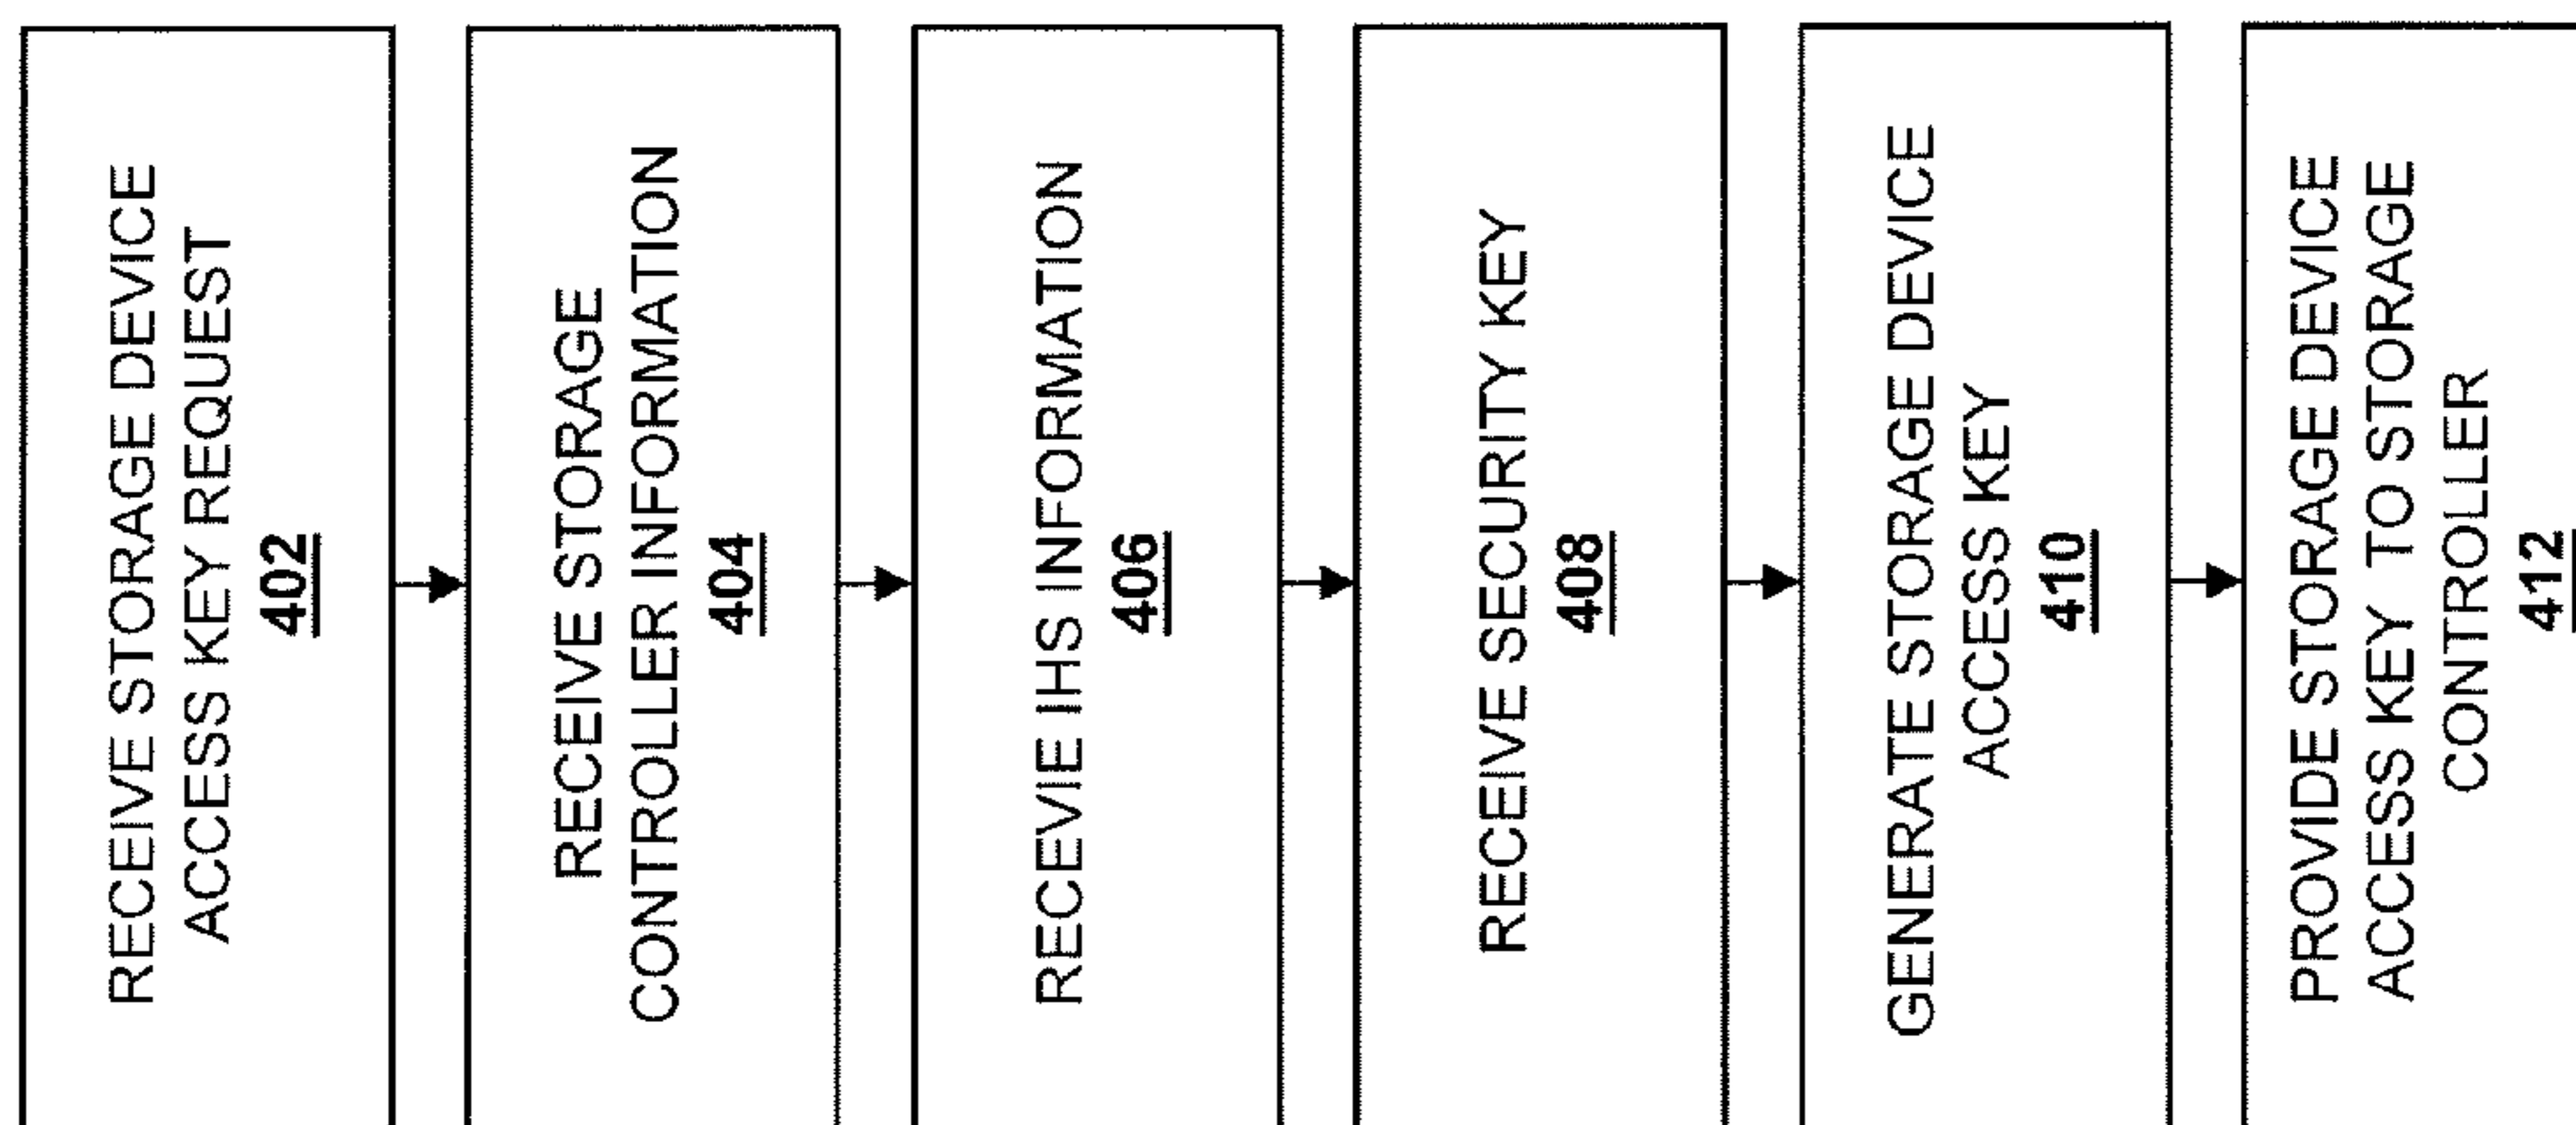 RECEIVE STORAGE DEVICE
ACCESS KEY REQUEST
402
RECEIVE STORAGE
CONTROLLER INFORMATION
404
RECEVIE IHS INFORMATION
406
RECEIVE SECURITY KEY
408
GENERATE STORAGE DEVICE
ACCESS KEY
410
PROVIDE STORAGE DEVICE
ACCESS KEY TO STORAGE
CONTROLLER
412